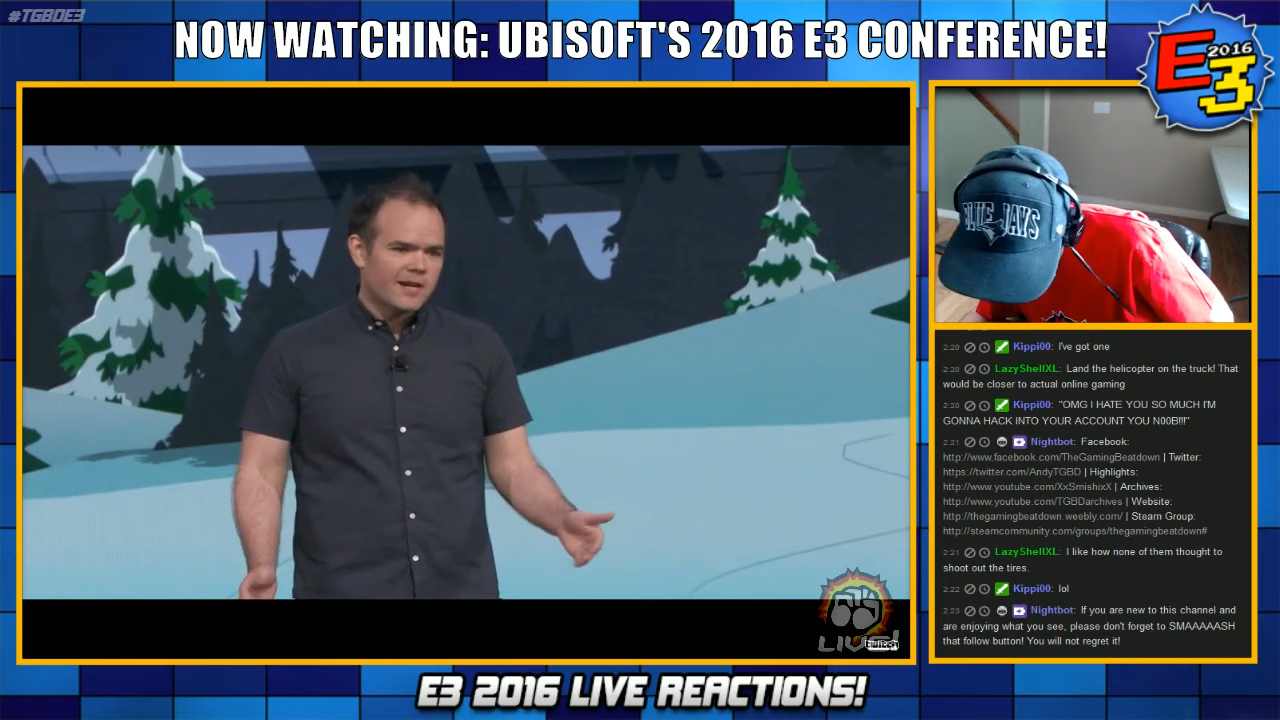 #TGBDE3
NOW WATCHING: UBISOFT'S 2016 E3 CONFERENCE!
E3 2016
BLUE JAYS
2:20 Kippi00: I've got one
2:20 LazyShellXL: Land the helicopter on the truck! That
would be closer to actual online gaming
2:20 Kippi00: "OMG I HATE YOU SO MUCH I'M
GONNA HACK INTO YOUR ACCOUNT YOU N00B!!!"
2:21 Nightbot: Facebook:
http://www.facebook.com/TheGamingBeatdown | Twitter:
https://twitter.com/AndyTGBD | Highlights:
http://www.youtube.com/XxSmishixX | Archives:
http://www.youtube.com/TGBDarchives | Website:
http://thegamingbeatdown.weebly.com/ | Steam Group:
http://steamcommunity.com/groups/thegamingbeatdown#
2:21 LazyShellXL: I like how none of them thought to
shoot out the tires.
2:22 Kippi00: lol
2:23 Nightbot: If you are new to this channel and
are enjoying what you see, please don't forget to SMAAAAASH
that follow button! You will not regret it!
LIVE!
twitch
E3 2016 LIVE REACTIONS!